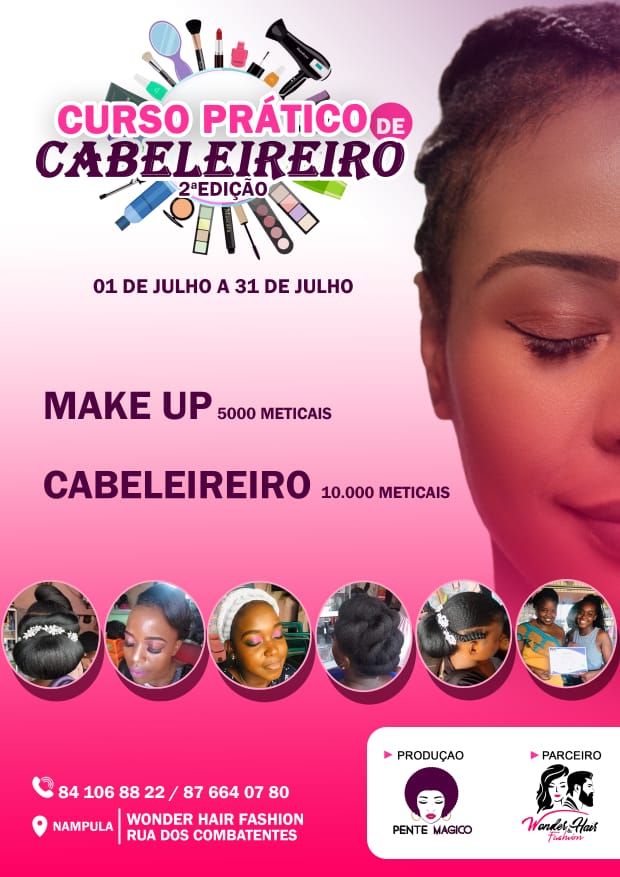 CURSO PRÁTICO DE
CABELEIREIRO
2ª EDIÇÃO
01 DE JULHO A 31 DE JULHO
MAKE UP 5000 METICAIS
CABELEIREIRO 10.000 METICAIS
PRODUÇAO
PARCEIRO
PENTE MAGICO
Wonder Hair
Fashion
84 106 88 22 / 87 664 07 80
NAMPULA
WONDER HAIR FASHION
RUA DOS COMBATENTES